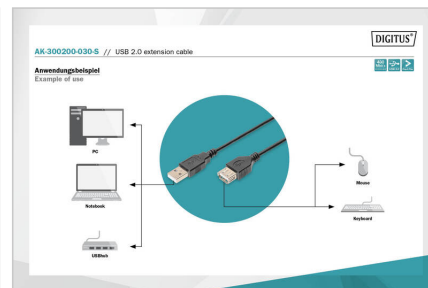 DIGITUS®
AK-300200-030-S // USB 2.0 extension cable
Anwendungsbeispiel
Example of use
PC
Notebook
USBhub
Mouse
Keyboard